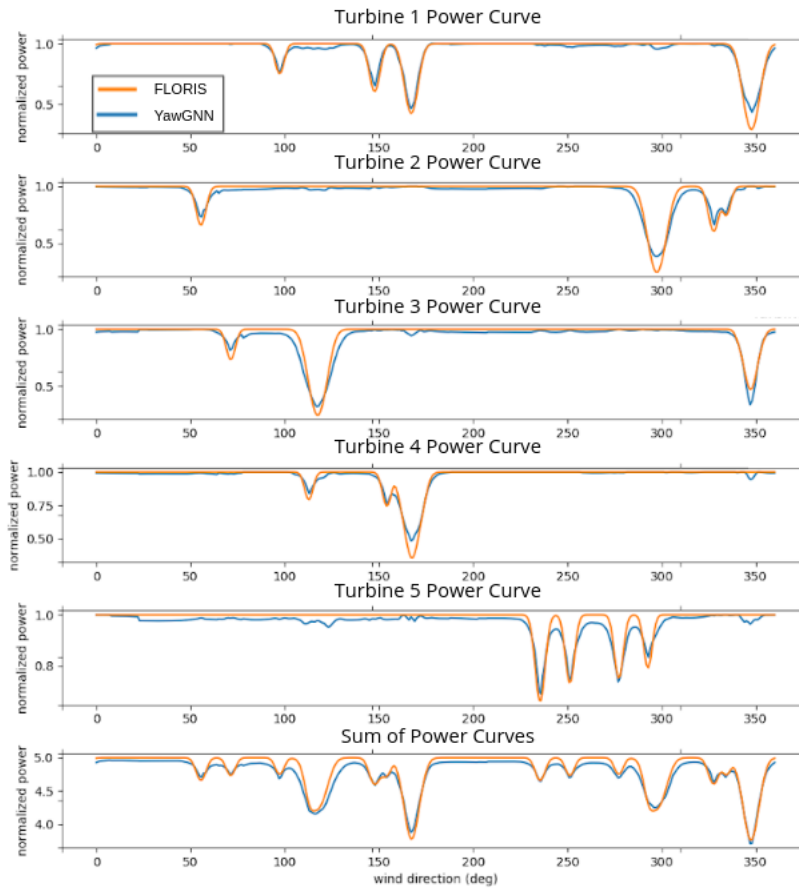 Turbine 1 Power Curve
normalized power
1.0
0.5
FLORIS
YawGNN
0 50 100 150 200 250 300 350
Turbine 2 Power Curve
normalized power
1.0
0.5
0 50 100 150 200 250 300 350
Turbine 3 Power Curve
normalized power
1.0
0.5
0 50 100 150 200 250 300 350
Turbine 4 Power Curve
normalized power
1.00
0.75
0.50
0 50 100 150 200 250 300 350
Turbine 5 Power Curve
normalized power
1.0
0.8
0 50 100 150 200 250 300 350
Sum of Power Curves
normalized power
5.0
4.5
4.0
0 50 100 150 200 250 300 350
wind direction (deg)